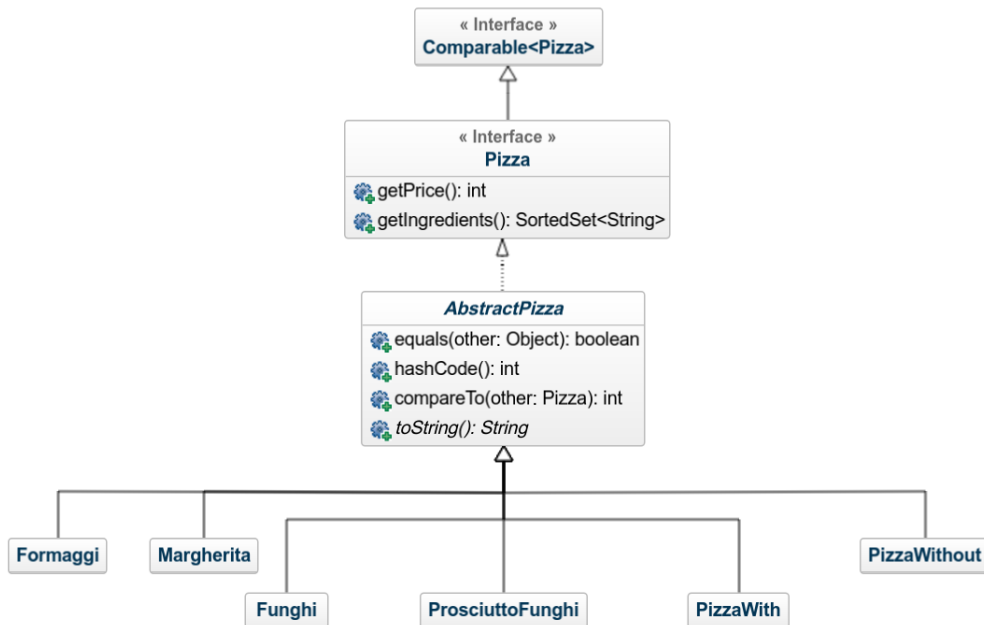 « Interface »
Comparable<Pizza>
« Interface »
Pizza
getPrice(): int
getIngredients(): SortedSet<String>
AbstractPizza
equals(other: Object): boolean
hashCode(): int
compareTo(other: Pizza): int
toString(): String
Formaggi
Margherita
PizzaWithout
Funghi
ProsciuttoFunghi
PizzaWith